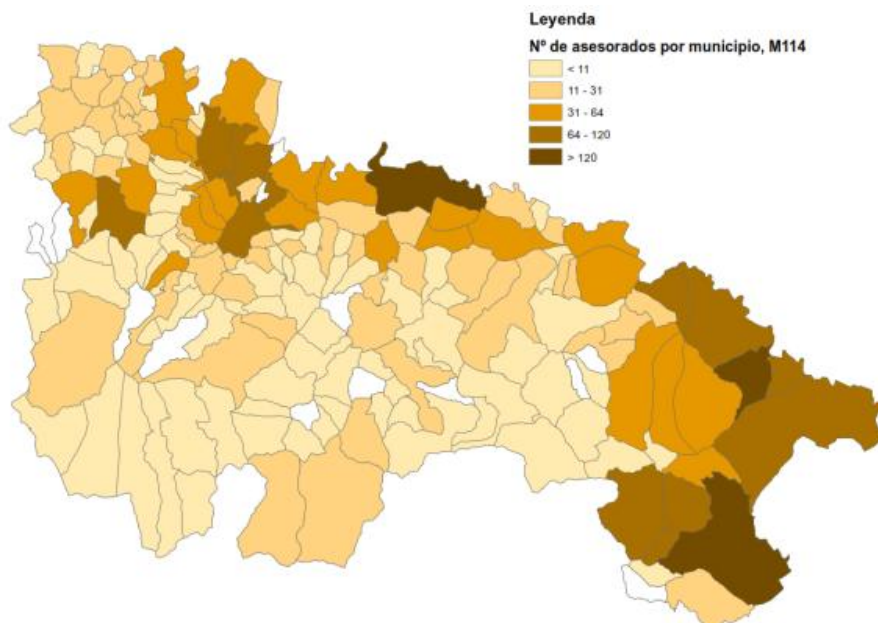 Leyenda
Nº de asesorados por municipio, M114
< 11
11 - 31
31 - 64
64 - 120
> 120